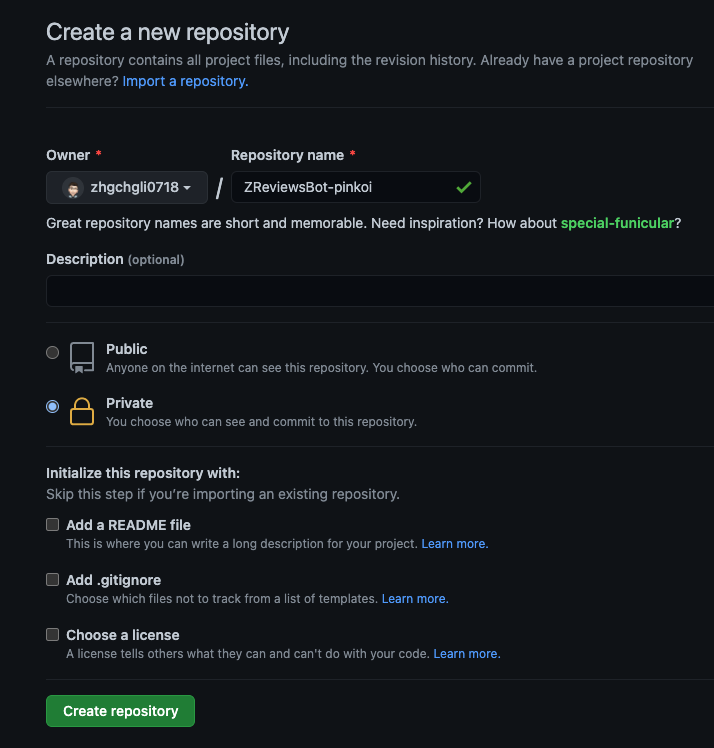 Create a new repository
A repository contains all project files, including the revision history. Already have a project repository
elsewhere? Import a repository.
Owner * Repository name *
zhgchgli0718 / ZReviewsBot-pinkoi
Great repository names are short and memorable. Need inspiration? How about special-funicular?
Description (optional)
Public
Anyone on the internet can see this repository. You choose who can commit.
Private
You choose who can see and commit to this repository.
Initialize this repository with:
Skip this step if you're importing an existing repository.
Add a README file
This is where you can write a long description for your project. Learn more.
Add .gitignore
Choose which files not to track from a list of templates. Learn more.
Choose a license
A license tells others what they can and can't do with your code. Learn more.
Create repository